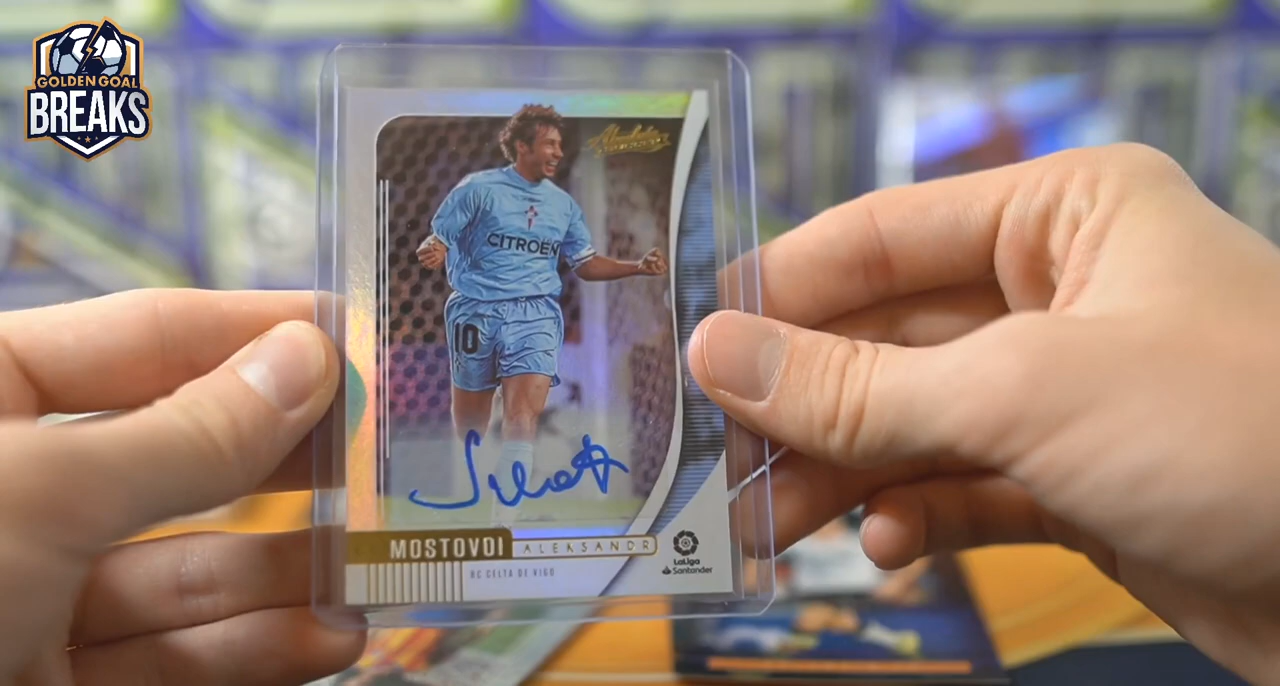 GOLDEN GOAL
BREAKS
Absolute
CITROËN
10
MOSTOVOI ALEKSANDR
RC CELTA DE VIGO
LaLiga
Santander